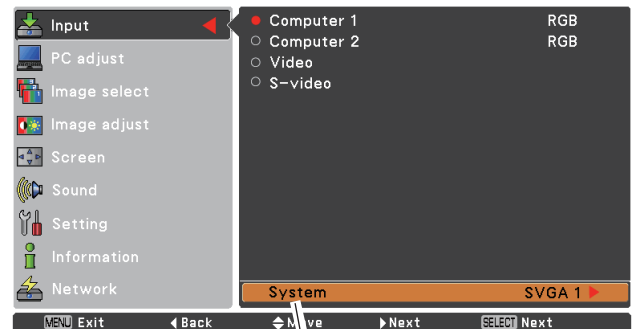 Input
PC adjust
Image select
Image adjust
Screen
Sound
Setting
Information
Network
Computer 1 RGB
Computer 2 RGB
Video
S-video
System SVGA 1
MENU Exit Back Next SELECT Next